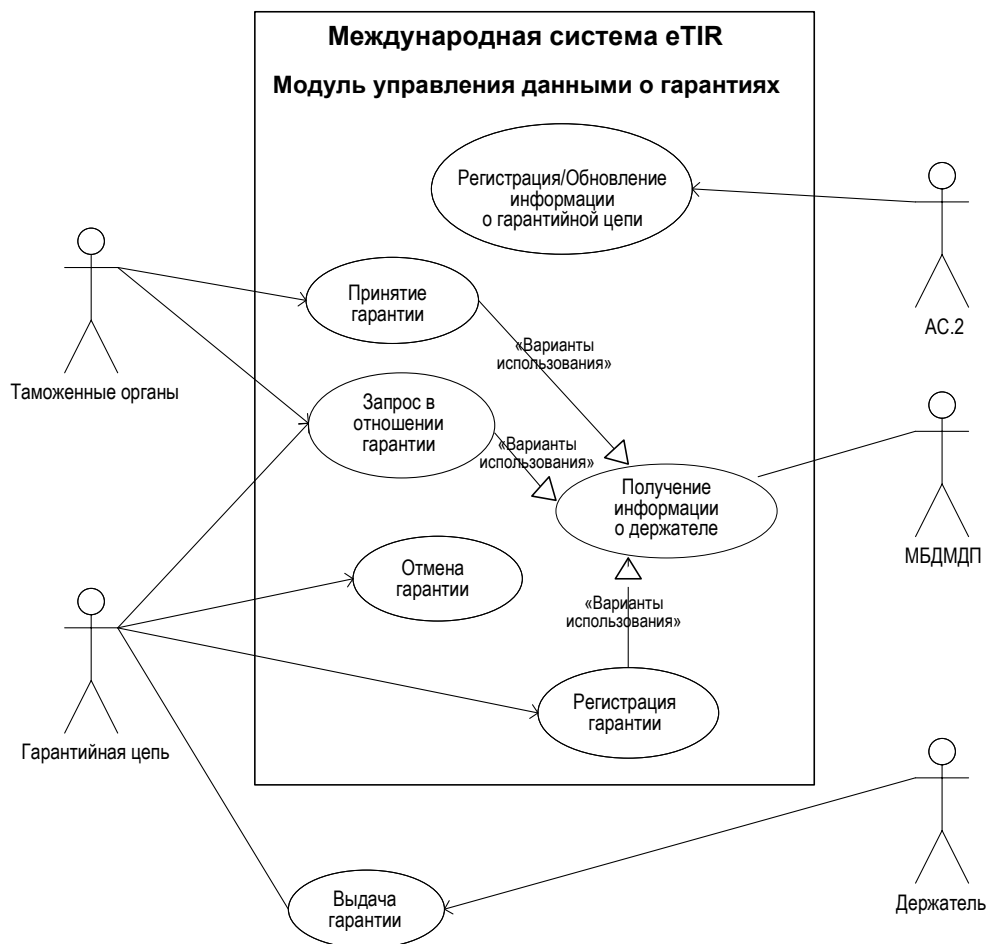 Международная система eTIR
Модуль управления данными о гарантиях
Регистрация/Обновление
информации
о гарантийной цепи
АС.2
Таможенные органы
Принятие
гарантии
«Варианты
использования»
Запрос в
отношении
гарантии
«Варианты
использования»
Получение
информации
о держателе
МБДМДП
Отмена
гарантии
«Варианты
использования»
Регистрация
гарантии
Гарантийная цепь
Выдача
гарантии
Держатель